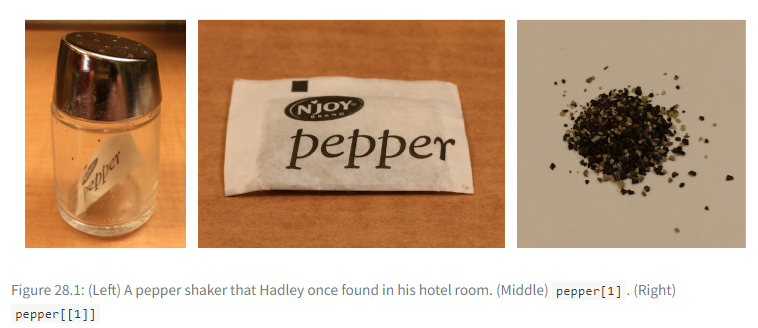 pepper
N'JOY
BRAND
pepper
Figure 28.1: (Left) A pepper shaker that Hadley once found in his hotel room. (Middle) pepper[1] . (Right)
pepper[[1]]